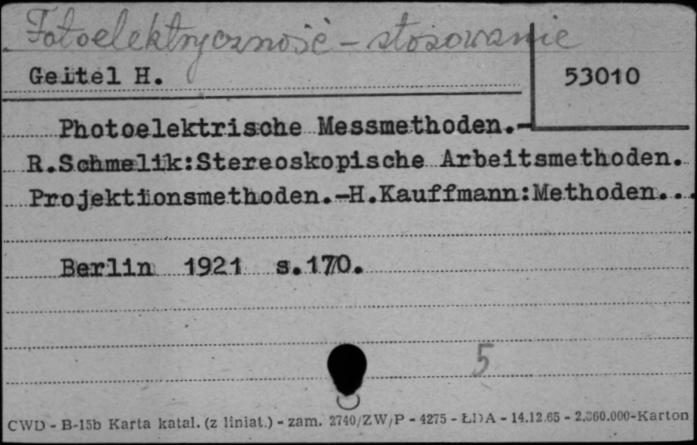 Fotoelektryczność - stosowanie
Geitel H.
53010
Photoelektrische Messmethoden.-
R.Schmelik:Stereoskopische Arbeitsmethoden.
Projektionsmethoden.-H.Kauffmann:Methoden...
Berlin 1921 s.170.
5
CWD - B-15b Karta katal. (z liniat.) - zam. 2740/ZW/P - 4275 - ŁDA - 14.12.65 - 2.360.000-Karton